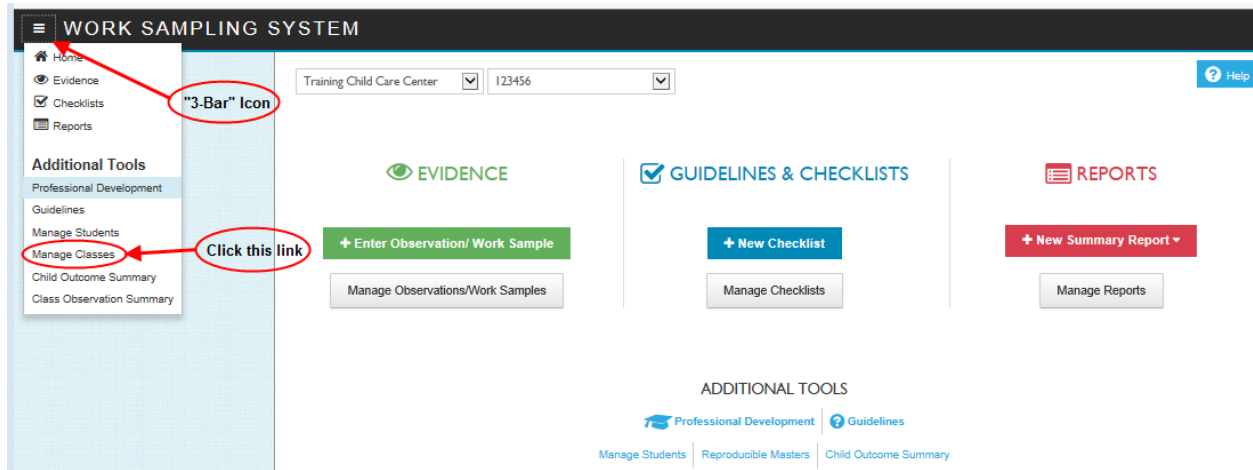 ≡ WORK SAMPLING SYSTEM
Home
Evidence
Checklists
Reports
"3-Bar" Icon
Additional Tools
Professional Development
Guidelines
Manage Students
Manage Classes
Click this link
Child Outcome Summary
Class Observation Summary
Training Child Care Center
123456
? Help
EVIDENCE
+ Enter Observation/ Work Sample
Manage Observations/Work Samples
GUIDELINES & CHECKLISTS
+ New Checklist
Manage Checklists
REPORTS
+ New Summary Report
Manage Reports
ADDITIONAL TOOLS
Professional Development ? Guidelines
Manage Students Reproducible Masters Child Outcome Summary